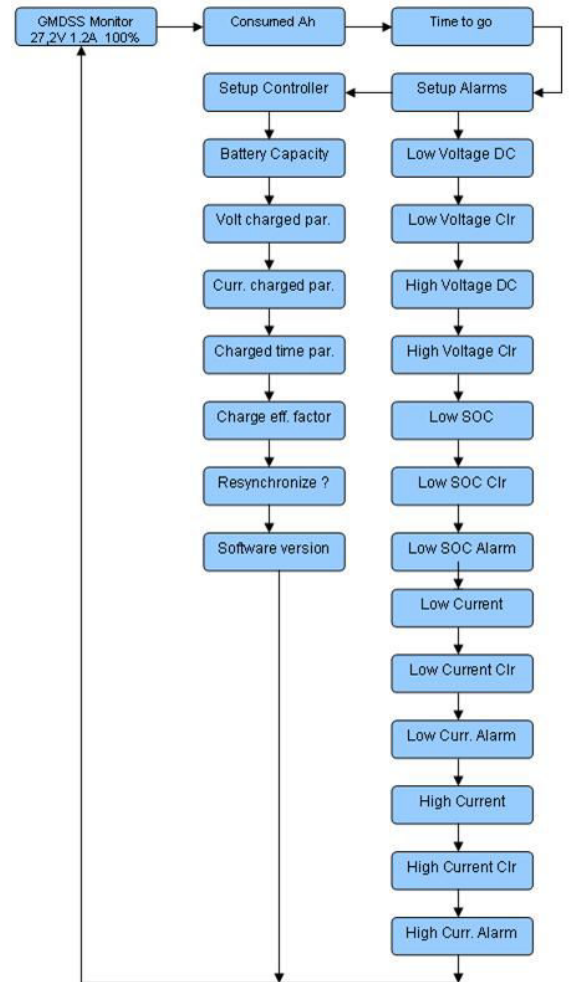 GMDSS Monitor
27,2V 1.2A 100%
Consumed Ah
Time to go
Setup Controller
Setup Alarms
Battery Capacity
Low Voltage DC
Volt charged par.
Low Voltage Clr
Curr. charged par.
High Voltage DC
Charged time par.
High Voltage Clr
Charge eff. factor
Low SOC
Resynchronize ?
Low SOC Clr
Software version
Low SOC Alarm
Low Current
Low Current Clr
Low Curr. Alarm
High Current
High Current Clr
High Curr. Alarm